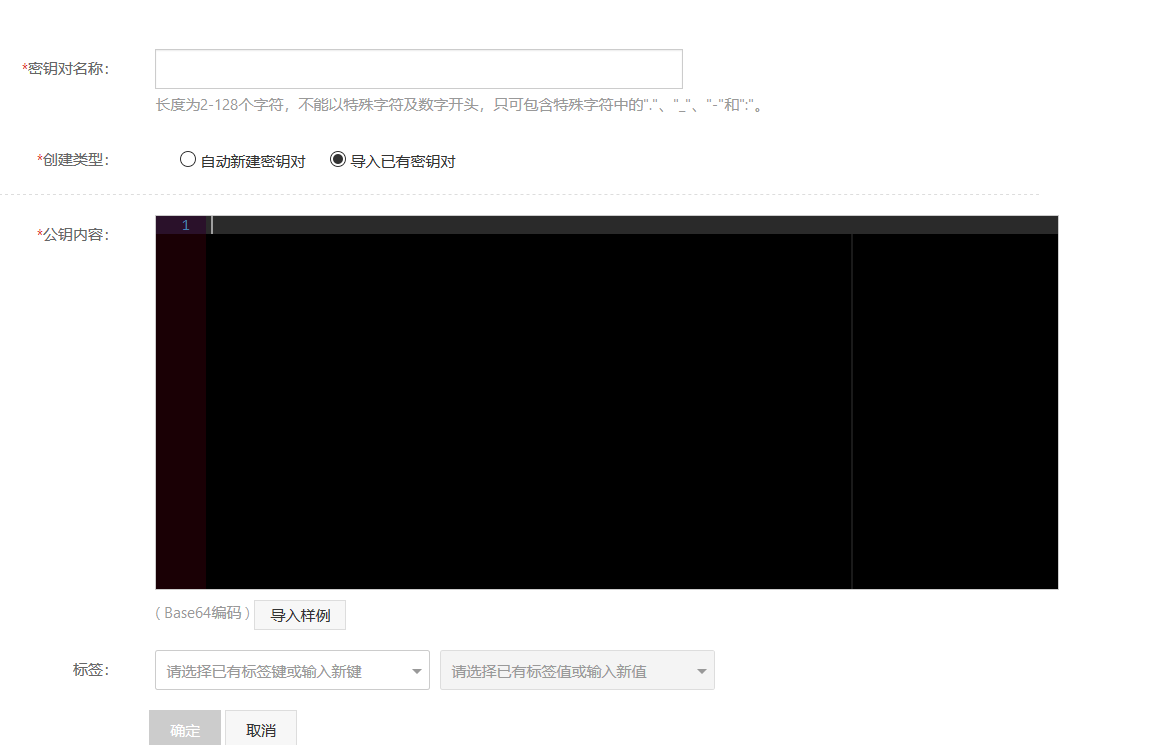 *密钥对名称：
长度为2-128个字符，不能以特殊字符及数字开头，只可包含特殊字符中的"."、"_"、"-"和":"。
*创建类型： 自动新建密钥对 导入已有密钥对
*公钥内容： 1
( Base64编码 ) 导入样例
标签： 请选择已有标签键或输入新键 请选择已有标签值或输入新值
确定 取消